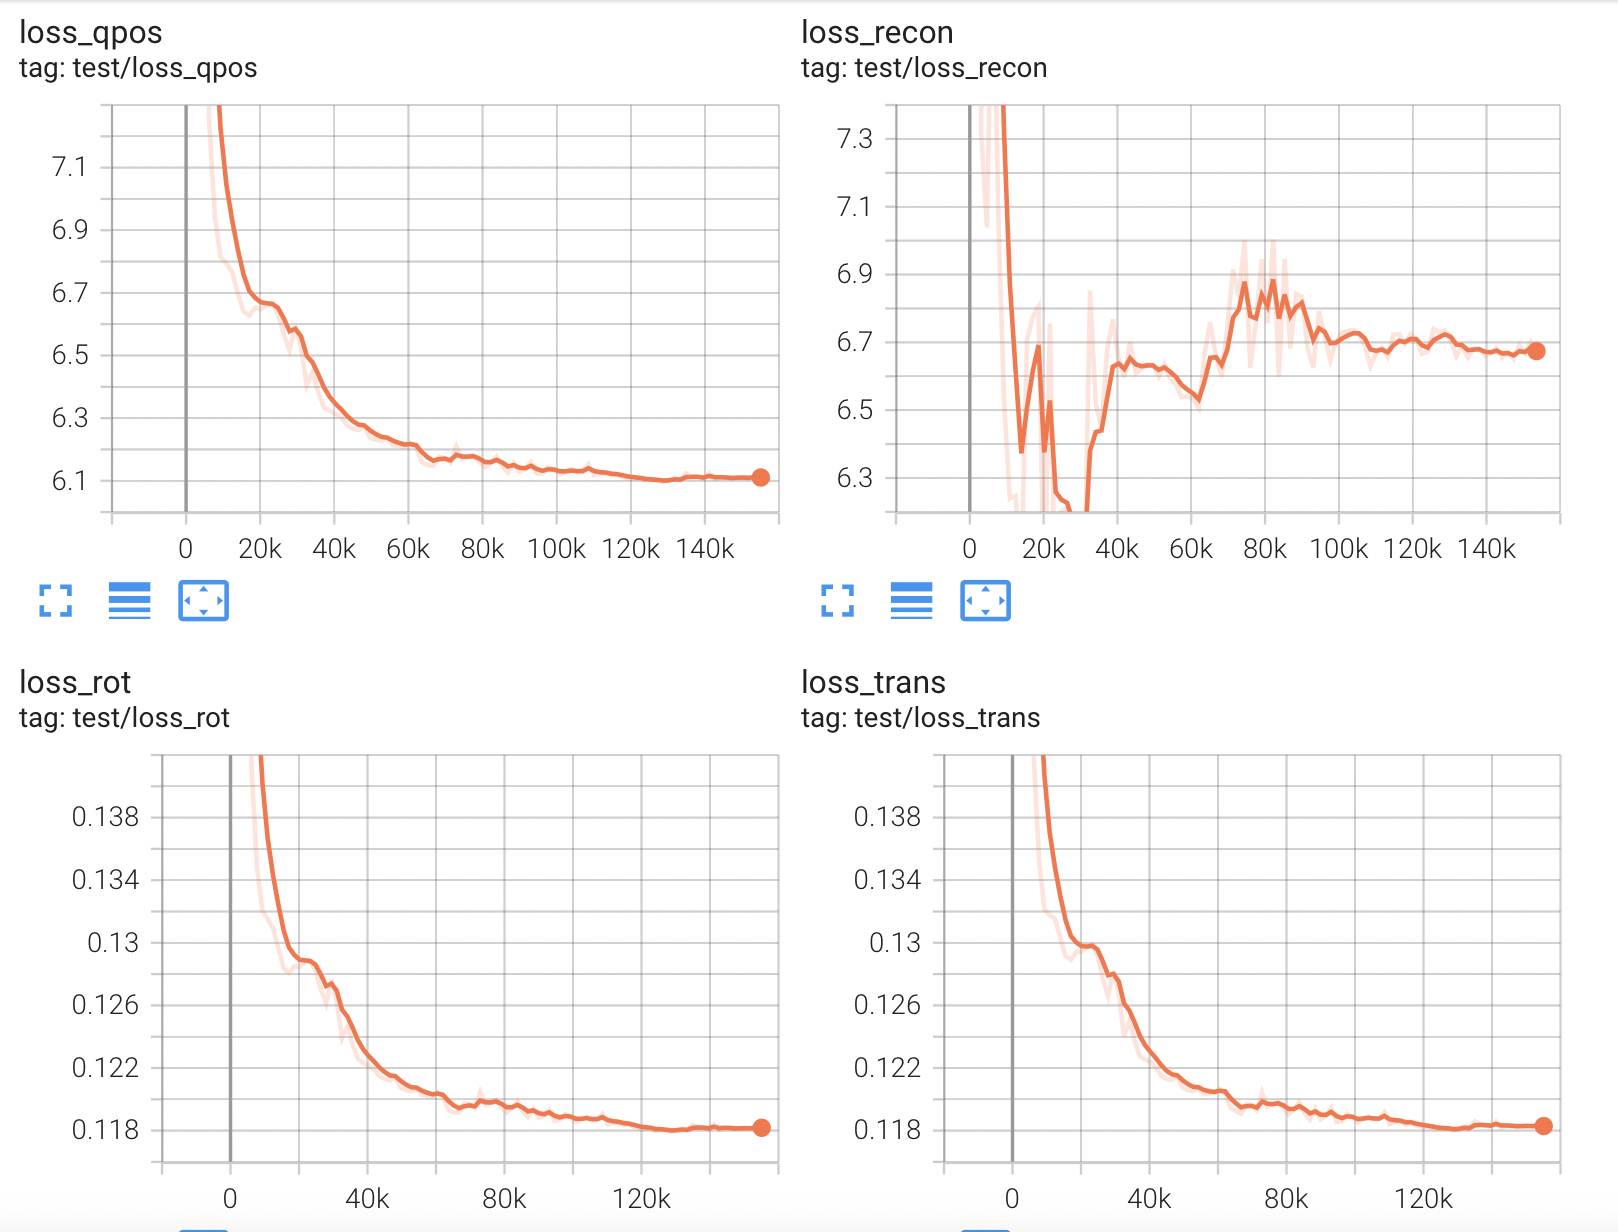 loss_qpos
tag: test/loss_qpos
7.1
6.9
6.7
6.5
6.3
6.1
0 20k 40k 60k 80k 100k 120k 140k
loss_recon
tag: test/loss_recon
7.3
7.1
6.9
6.7
6.5
6.3
0 20k 40k 60k 80k 100k 120k 140k
loss_rot
tag: test/loss_rot
0.138
0.134
0.13
0.126
0.122
0.118
0 40k 80k 120k
loss_trans
tag: test/loss_trans
0.138
0.134
0.13
0.126
0.122
0.118
0 40k 80k 120k